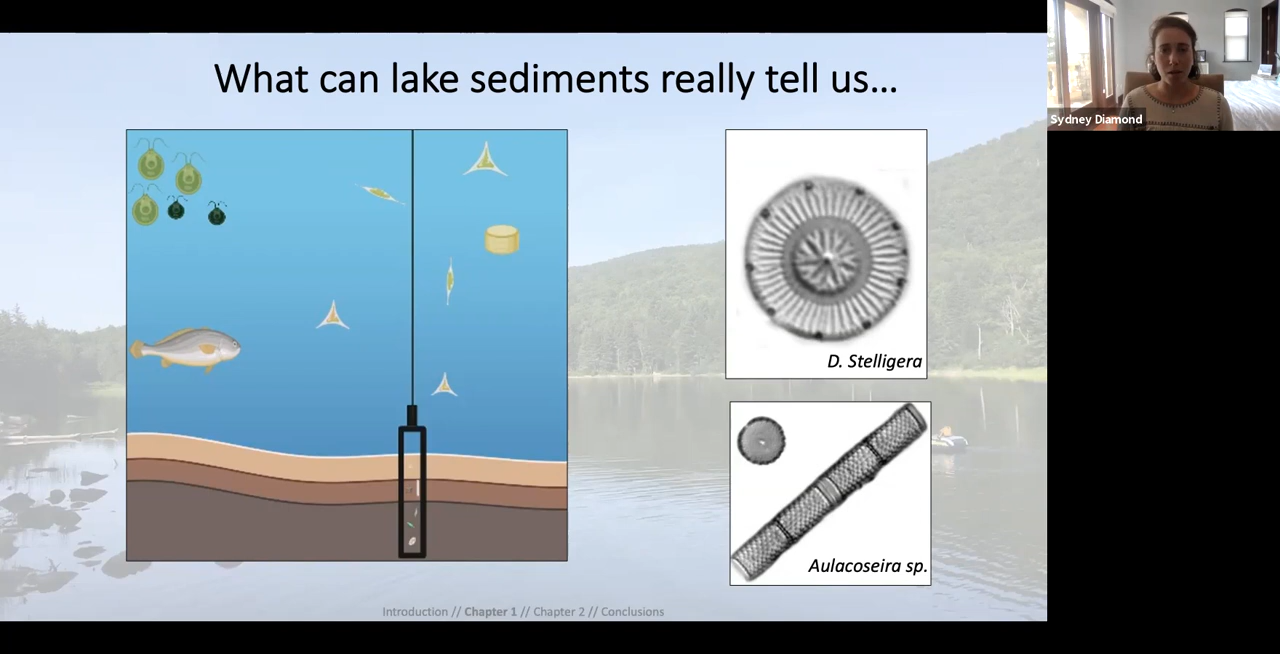 What can lake sediments really tell us...
Sydney Diamond
D. Stelligera
Aulacoseira sp.
Introduction // Chapter 1 // Chapter 2 // Conclusions